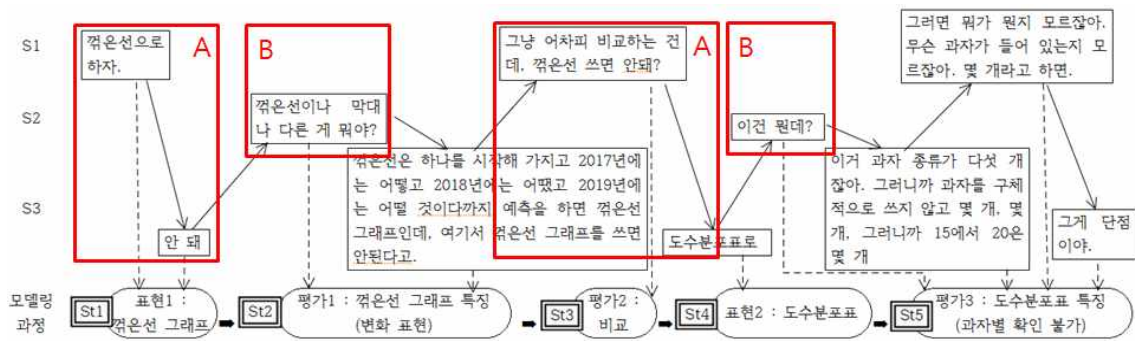 S1
S2
S3
A
꺾은선으로
하자.
안 돼
B
꺾은선이나 막대
나 다른 게 뭐야?
꺾은선은 하나를 시작해 가지고 2017년에
는 어떻고 2018년에는 어땠고 2019년에
는 어떨 것이다까지 예측을 하면 꺾은선
그래프인데, 여기서 꺾은선 그래프를 쓰면
안된다고.
A
그냥 어차피 비교하는 건
데, 꺾은선 쓰면 안돼?
도수분포표로
B
이건 뭔데?
이거 과자 종류가 다섯 개
잖아. 그러니까 과자를 구체
적으로 쓰지 않고 몇 개, 몇
개, 그러니까 15에서 20은
몇 개
그러면 뭐가 뭔지 모르잖아.
무슨 과자가 들어 있는지 모
르잖아. 몇 개라고 하면.
그게 단점
이야.
모델링
과정
St1
표현1 :
꺾은선 그래프
St2
평가1 : 꺾은선 그래프 특징
(변화 표현)
St3
평가2 :
비교
St4
표현2 : 도수분포표
St5
평가3 : 도수분포표 특징
(과자별 확인 불가)